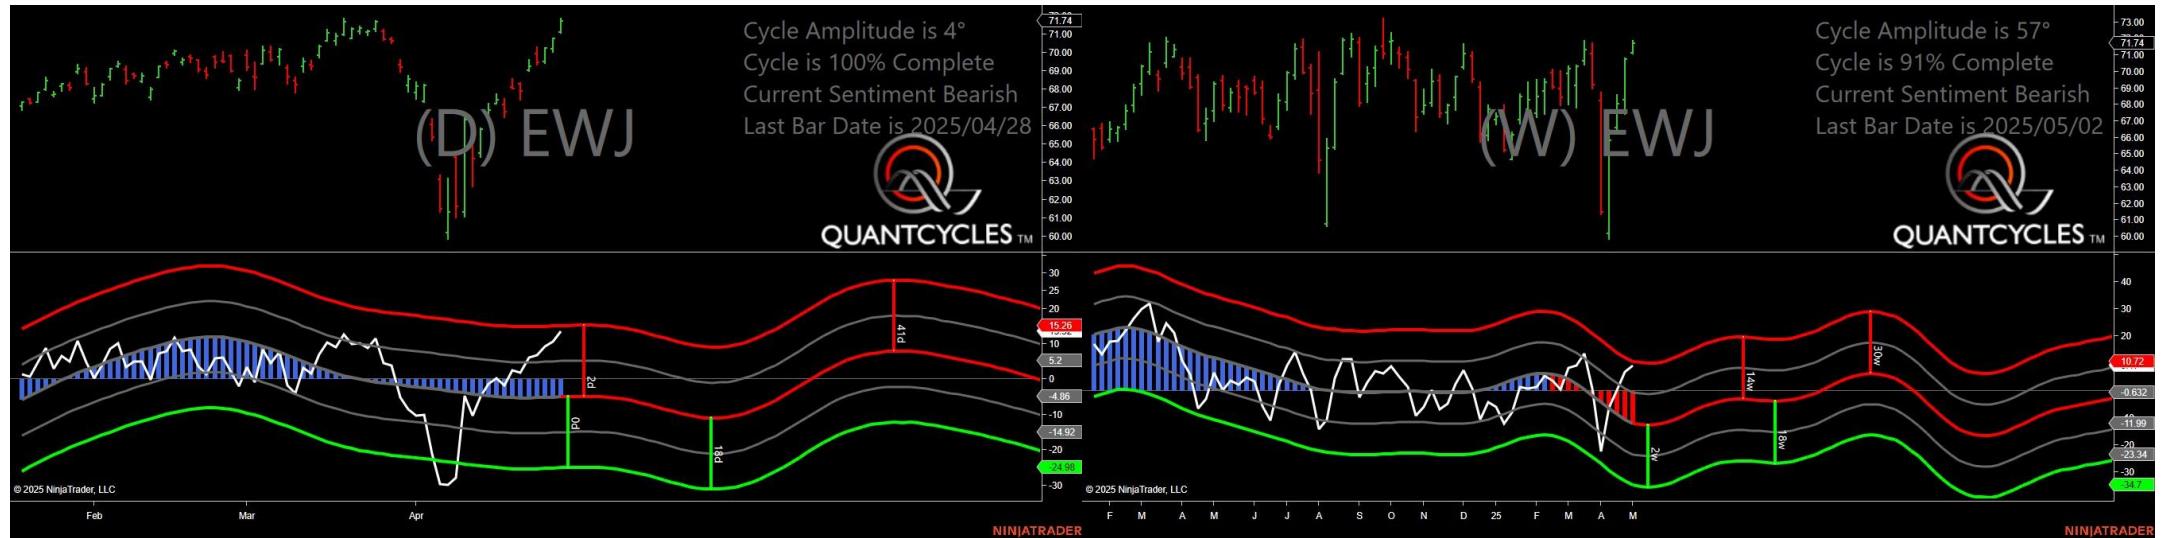 Cycle Amplitude is 4°
Cycle is 100% Complete
Current Sentiment Bearish
Last Bar Date is 2025/04/28
(D) EWJ
QUANTCYCLES TM
71.74
71.00
70.00
69.00
68.00
67.00
66.00
65.00
64.00
63.00
62.00
61.00
60.00
30
25
20
15.26
10
5.2
0
-4.86
-10
-14.92
-20
-24.98
-30
2d
0d
18d
41d
© 2025 NinjaTrader, LLC
Feb
Mar
Apr
NINJATRADER
Cycle Amplitude is 57°
Cycle is 91% Complete
Current Sentiment Bearish
Last Bar Date is 2025/05/02
(W) EWJ
QUANTCYCLES TM
73.00
71.74
71.00
70.00
69.00
68.00
67.00
66.00
65.00
64.00
63.00
62.00
61.00
60.00
40
30
20
10.72
-0.632
-11.99
-20
-23.34
-30
-34.7
2w
14w
18w
30w
© 2025 NinjaTrader, LLC
F
M
A
M
J
J
A
S
O
N
D
25
F
M
A
M
NINJATRADER